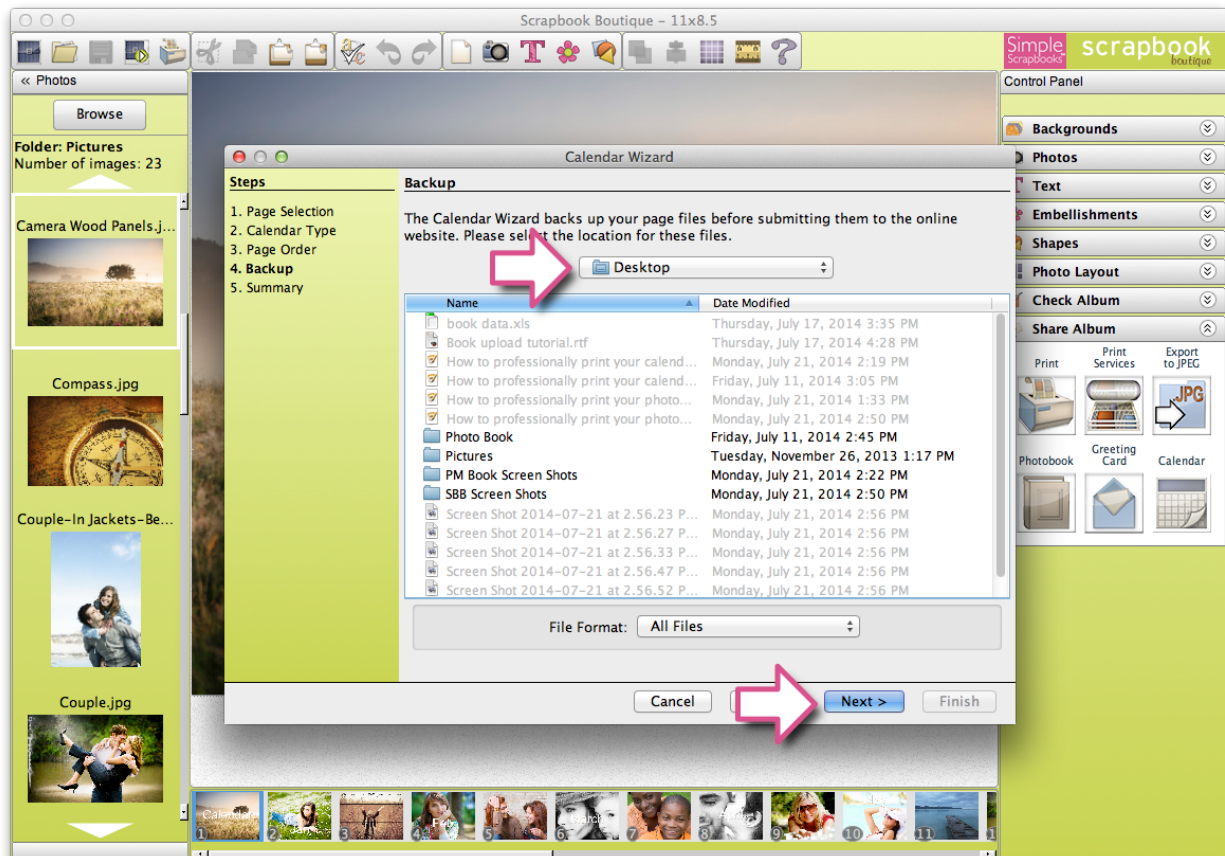 Scrapbook Boutique - 11x8.5
Simple Scrapbooks
scrapbook boutique
« Photos
Browse
Folder: Pictures
Number of images: 23
Camera Wood Panels.j...
Compass.jpg
Couple-In Jackets-Be...
Couple.jpg
Calendar Wizard
Steps
1. Page Selection
2. Calendar Type
3. Page Order
4. Backup
5. Summary
Backup
The Calendar Wizard backs up your page files before submitting them to the online
website. Please select the location for these files.
Desktop
Name Date Modified
book data.xls Thursday, July 17, 2014 3:35 PM
Book upload tutorial.rtf Thursday, July 17, 2014 4:28 PM
How to professionally print your calend... Monday, July 21, 2014 2:19 PM
How to professionally print your calend... Friday, July 11, 2014 3:05 PM
How to professionally print your photo... Monday, July 21, 2014 1:33 PM
How to professionally print your photo... Monday, July 21, 2014 2:50 PM
Photo Book Friday, July 11, 2014 2:45 PM
Pictures Tuesday, November 26, 2013 1:17 PM
PM Book Screen Shots Monday, July 21, 2014 2:22 PM
SBB Screen Shots Monday, July 21, 2014 2:50 PM
Screen Shot 2014-07-21 at 2.56.23 P... Monday, July 21, 2014 2:56 PM
Screen Shot 2014-07-21 at 2.56.27 P... Monday, July 21, 2014 2:56 PM
Screen Shot 2014-07-21 at 2.56.33 P... Monday, July 21, 2014 2:56 PM
Screen Shot 2014-07-21 at 2.56.47 P... Monday, July 21, 2014 2:56 PM
Screen Shot 2014-07-21 at 2.56.52 P... Monday, July 21, 2014 2:56 PM
File Format: All Files
Cancel Next > Finish
Control Panel
Backgrounds
Photos
Text
Embellishments
Shapes
Photo Layout
Check Album
Share Album
Print
Print Services
Export to JPEG
JPG
Photobook
Greeting Card
Calendar
1 2 3 4 5 6 7 8 9 10 11 1